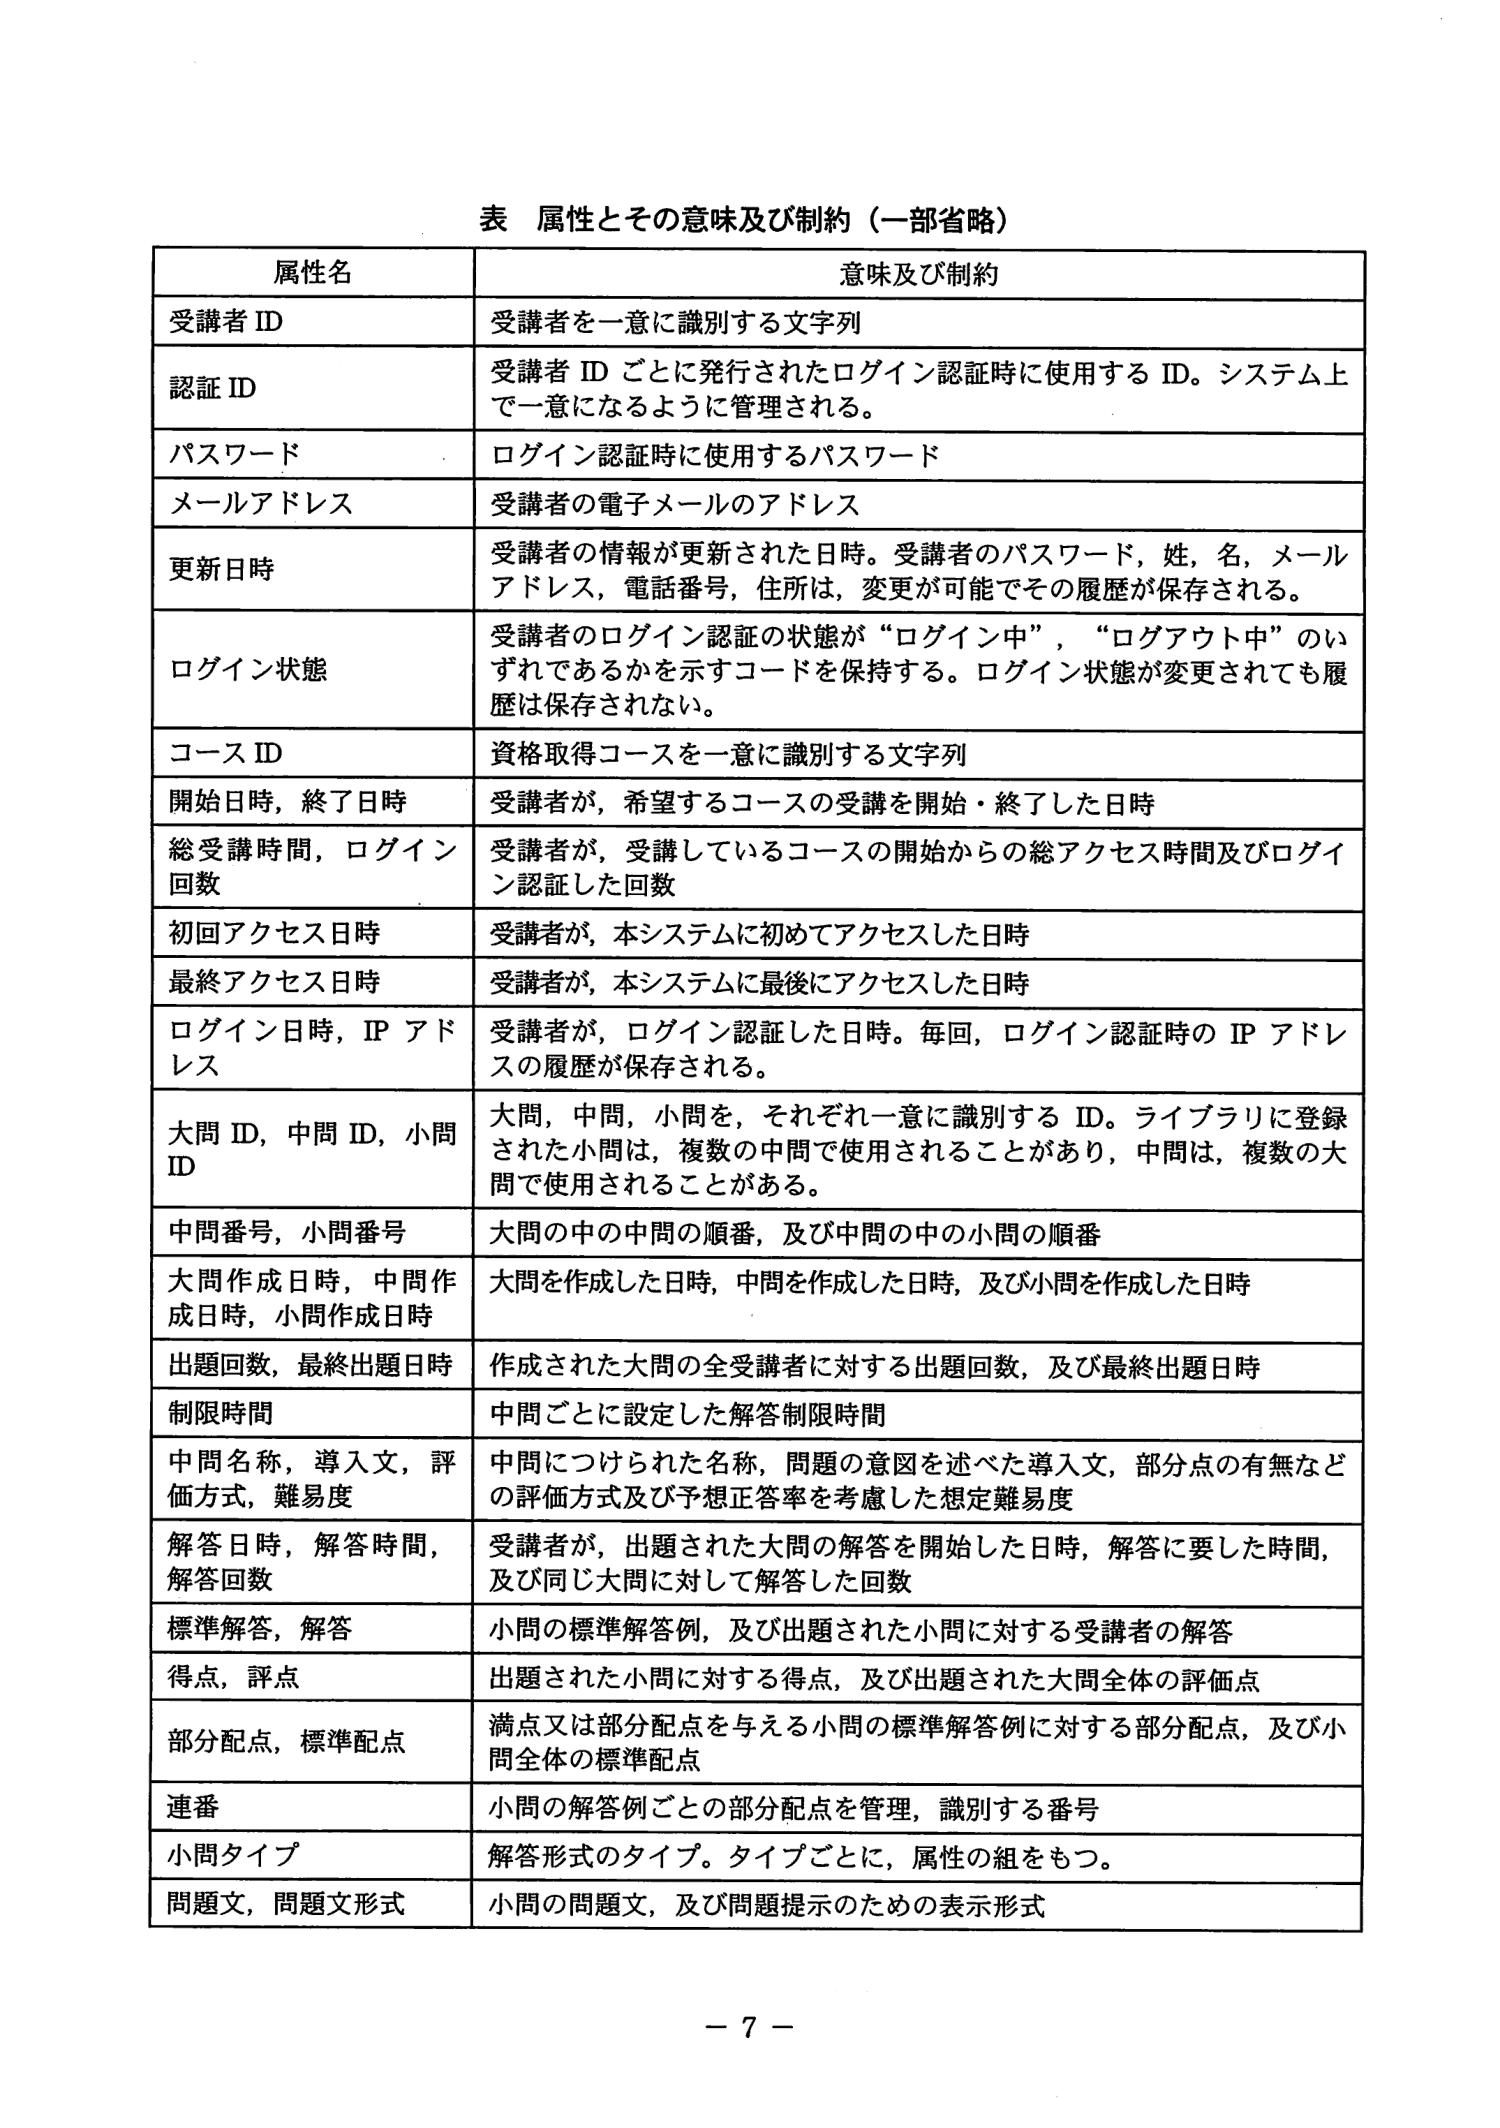 表　属性とその意味及び制約（一部省略）
属性名
意味及び制約
受講者 ID
受講者を一意に識別する文字列
認証 ID
受講者 ID ごとに発行されたログイン認証時に使用する ID。システム上
で一意になるように管理される。
パスワード
ログイン認証時に使用するパスワード
メールアドレス
受講者の電子メールのアドレス
更新日時
受講者の情報が更新された日時。受講者のパスワード，姓，名，メール
アドレス，電話番号，住所は，変更が可能でその履歴が保存される。
ログイン状態
受講者のログイン認証の状態が“ログイン中”，“ログアウト中”のい
ずれであるかを示すコードを保持する。ログイン状態が変更されても履
歴は保存されない。
コース ID
資格取得コースを一意に識別する文字列
開始日時，終了日時
受講者が，希望するコースの受講を開始・終了した日時
総受講時間，ログイン
回数
受講者が，受講しているコースの開始からの総アクセス時間及びログイ
ン認証した回数
初回アクセス日時
受講者が，本システムに初めてアクセスした日時
最終アクセス日時
受講者が，本システムに最後にアクセスした日時
ログイン日時，IP アド
レス
受講者が，ログイン認証した日時。毎回，ログイン認証時の IP アドレ
スの履歴が保存される。
大問 ID，中問 ID，小問
ID
大問，中問，小問を，それぞれ一意に識別する ID。ライブラリに登録
された小問は，複数の中問で使用されることがあり，中問は，複数の大
問で使用されることがある。
中問番号，小問番号
大問の中の中問の順番，及び中問の中の小問の順番
大問作成日時，中問作
成日時，小問作成日時
大問を作成した日時，中問を作成した日時，及び小問を作成した日時
出題回数，最終出題日時
作成された大問の全受講者に対する出題回数，及び最終出題日時
制限時間
中問ごとに設定した解答制限時間
中問名称，導入文，評
価方式，難易度
中問につけられた名称，問題の意図を述べた導入文，部分点の有無など
の評価方式及び予想正答率を考慮した想定難易度
解答日時，解答時間，
解答回数
受講者が，出題された大問の解答を開始した日時，解答に要した時間，
及び同じ大問に対して解答した回数
標準解答，解答
小問の標準解答例，及び出題された小問に対する受講者の解答
得点，評点
出題された小問に対する得点，及び出題された大問全体の評価点
部分配点，標準配点
満点又は部分配点を与える小問の標準解答例に対する部分配点，及び小
問全体の標準配点
連番
小問の解答例ごとの部分配点を管理，識別する番号
小問タイプ
解答形式のタイプ。タイプごとに，属性の組をもつ。
問題文，問題文形式
小問の問題文，及び問題提示のための表示形式
－ 7 －